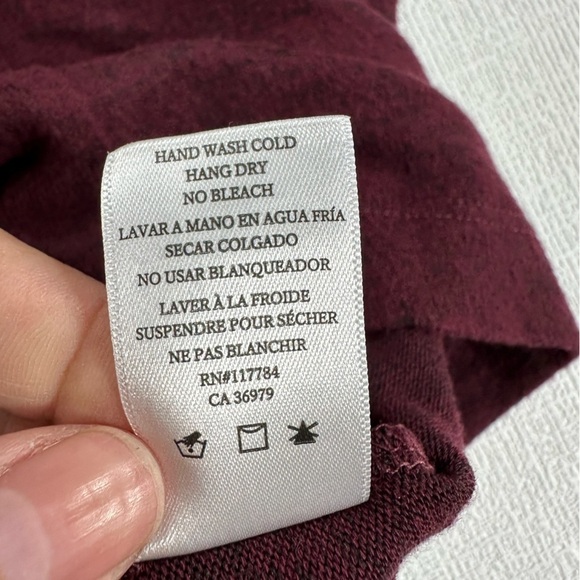 HAND WASH COLD
HANG DRY
NO BLEACH
LAVAR A MANO EN AGUA FRÍA
SECAR COLGADO
NO USAR BLANQUEADOR
LAVER À LA FROIDE
SUSPENDRE POUR SÉCHER
NE PAS BLANCHIR
RN#117784
CA 36979